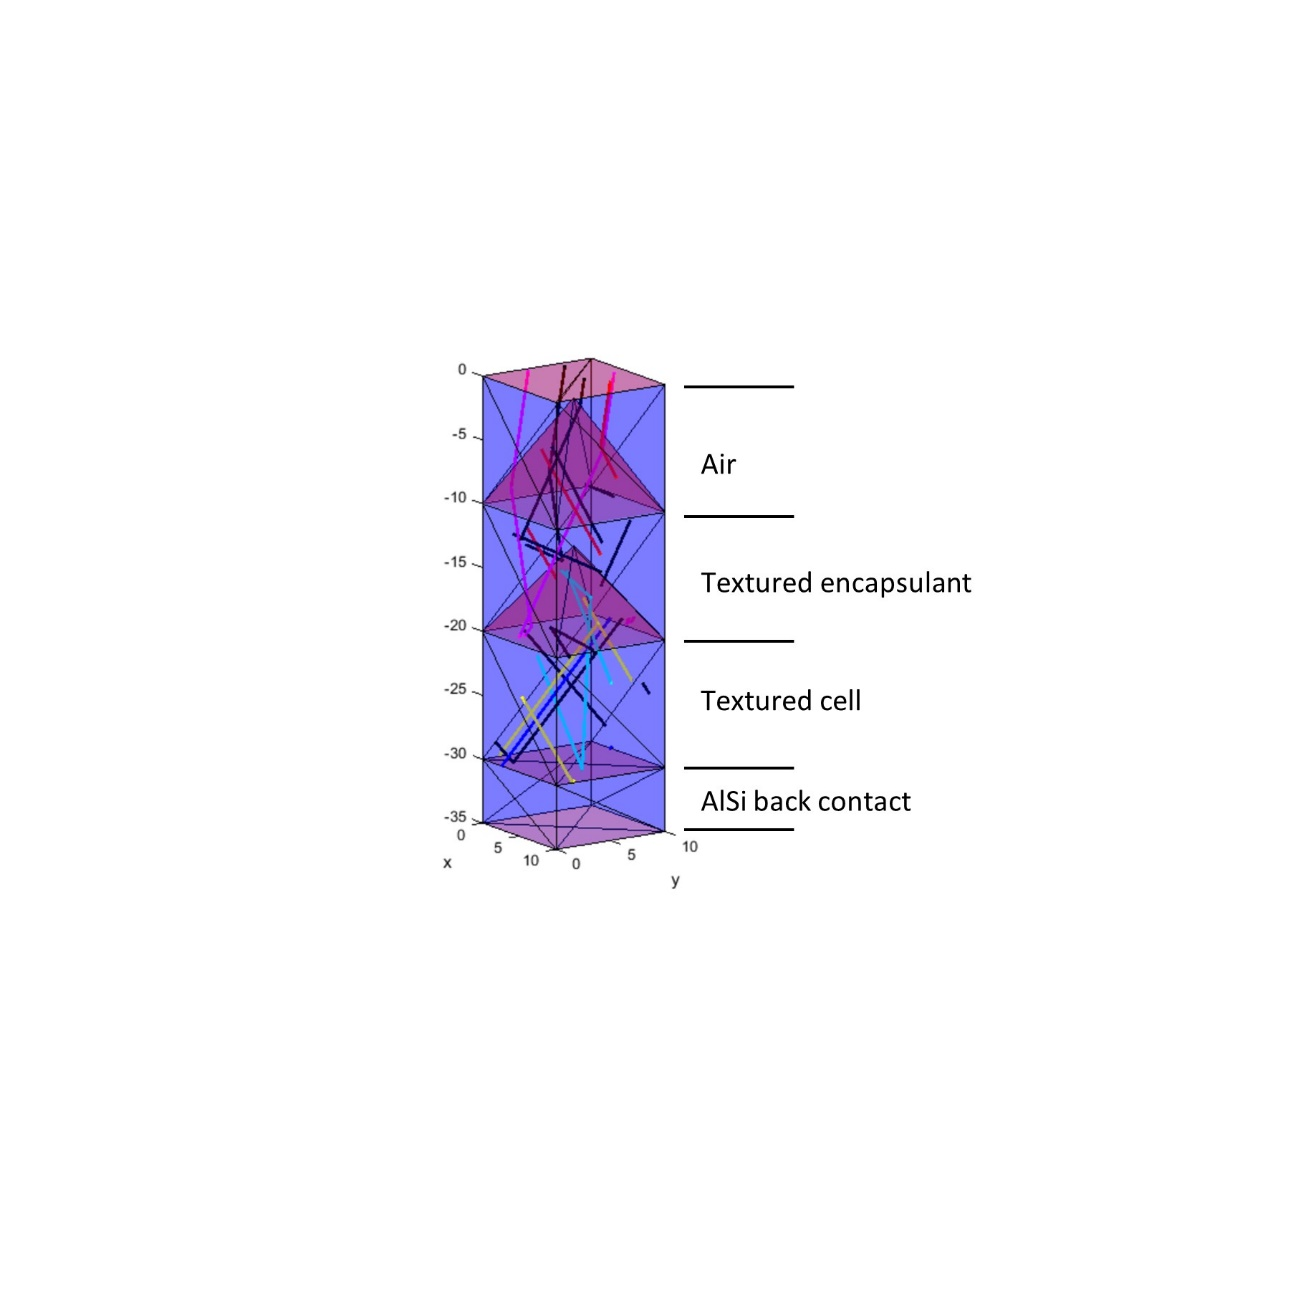 0
-5
Air
-10
-15
Textured encapsulant
-20
-25
Textured cell
-30
AlSi back contact
-35
0
5
10
x
0
5
10
y